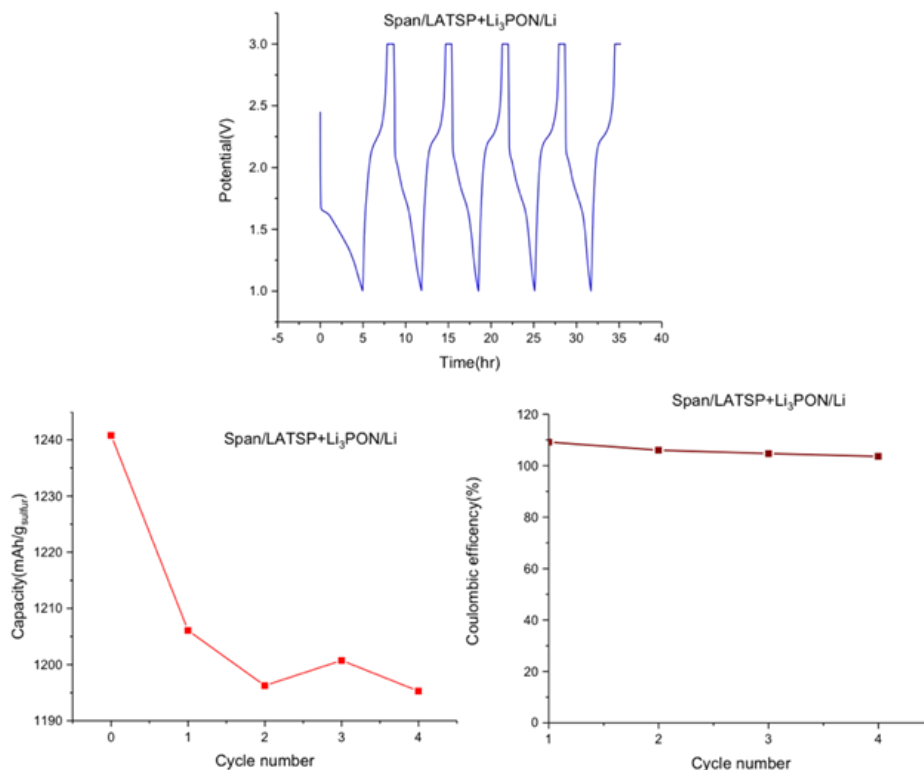 Span/LATSP+Li₃PON/Li
3.0
2.5
2.0
1.5
1.0
Potential(V)
-5 0 5 10 15 20 25 30 35 40
Time(hr)
Span/LATSP+Li₃PON/Li
1240
1230
1220
1210
1200
1190
Capacity(mAh/gsulfur)
0 1 2 3 4
Cycle number
Span/LATSP+Li₃PON/Li
120
100
80
60
40
20
0
Coulombic efficency(%)
1 2 3 4
Cycle number